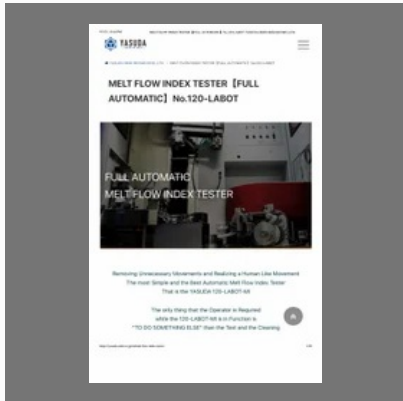 YASUDA
MELT FLOW INDEX TESTER【FULL
AUTOMATIC】No.120-LABOT
FULL AUTOMATIC
MELT FLOW INDEX TESTER
Removing Unnecessary Movements and Realizing a Human Like Movement
The most Simple and the Best Automatic Melt Flow Index Tester
That is the YASUDA 120-LABOT-MI
The only thing that the Operator is Required
while the 120-LABOT-MI is in Function is
"TO DO SOMETHING ELSE" than the Test and the Cleaning